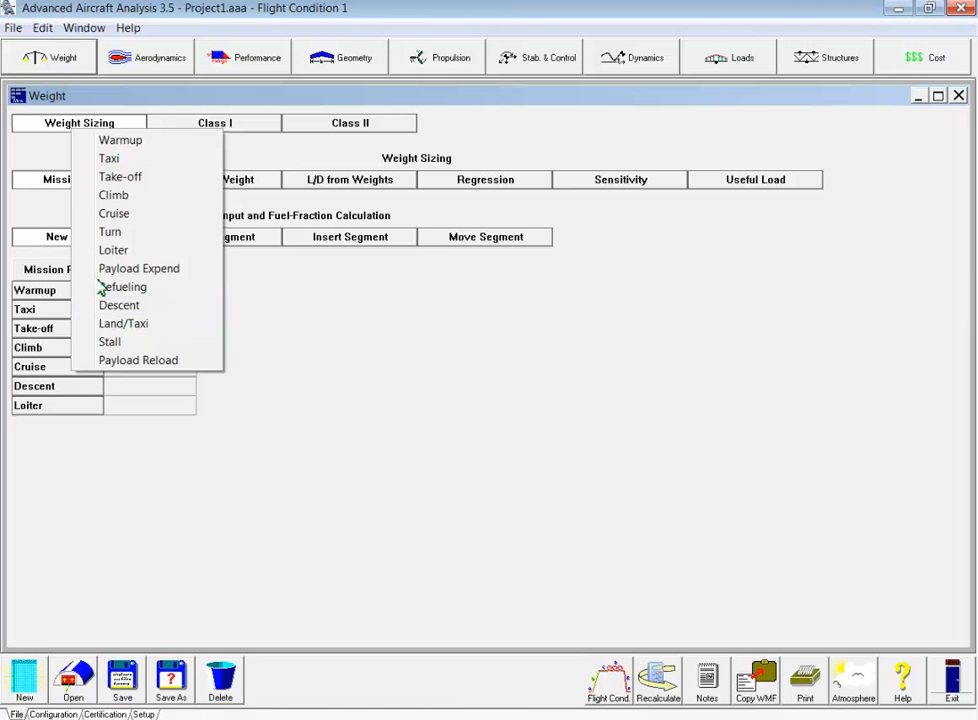 Advanced Aircraft Analysis 3.5 - Project1.aaa - Flight Condition 1
File Edit Window Help
Weight Aerodynamics Performance Geometry Propulsion Stab. & Control Dynamics Loads Structures $$$ Cost
Weight
Weight Sizing Class I Class II
Warmup
Taxi
Weight Sizing
Take-off
Missi Weight L/D from Weights Regression Sensitivity Useful Load
Climb
Cruise
nput and Fuel-Fraction Calculation
Turn
New gment Insert Segment Move Segment
Loiter
Payload Expend
Mission P
Refueling
Warmup
Descent
Taxi
Land/Taxi
Take-off
Stall
Climb
Payload Reload
Cruise
Descent
Loiter
New Open Save Save As Delete Flight Cond. Recalculate Notes Copy WMF Print Atmosphere Help Exit
File Configuration Certification Setup